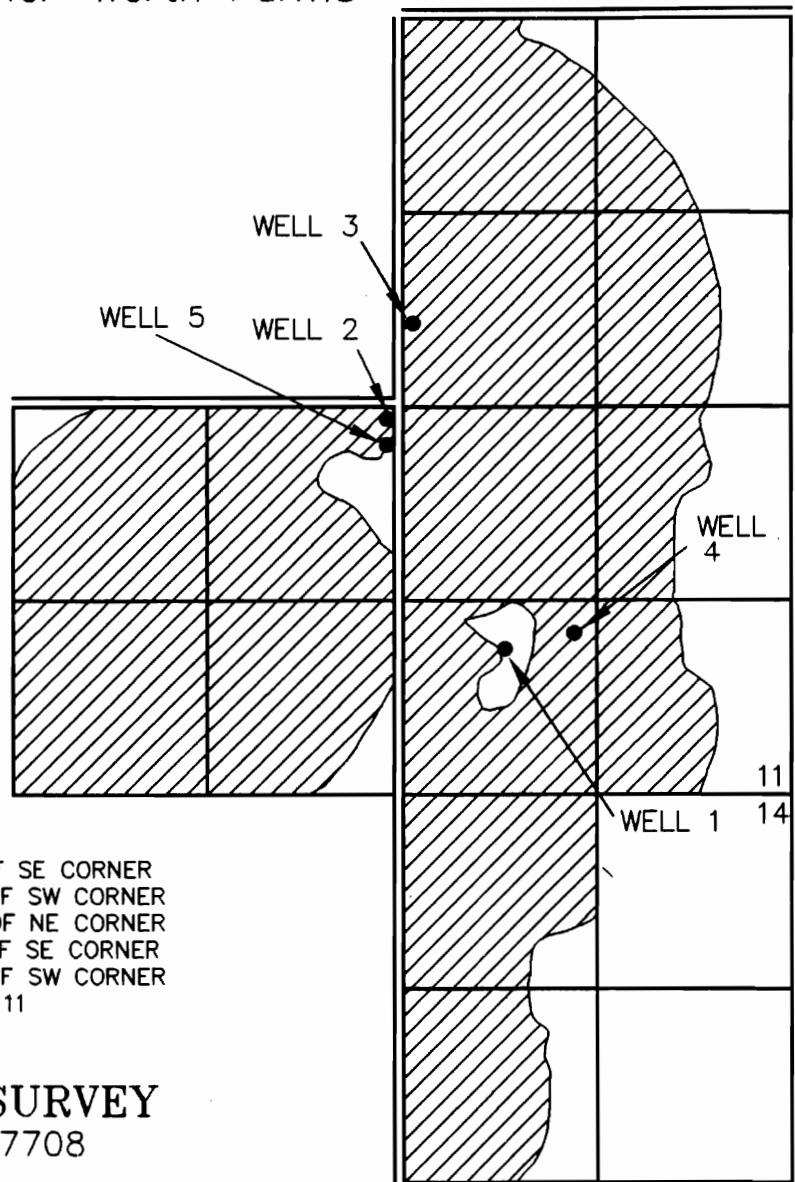 WELL 3
WELL 5
WELL 2
WELL
4
11
14
WELL 1
SE CORNER
F SW CORNER
OF NE CORNER
F SE CORNER
F SW CORNER
11
SURVEY
7708